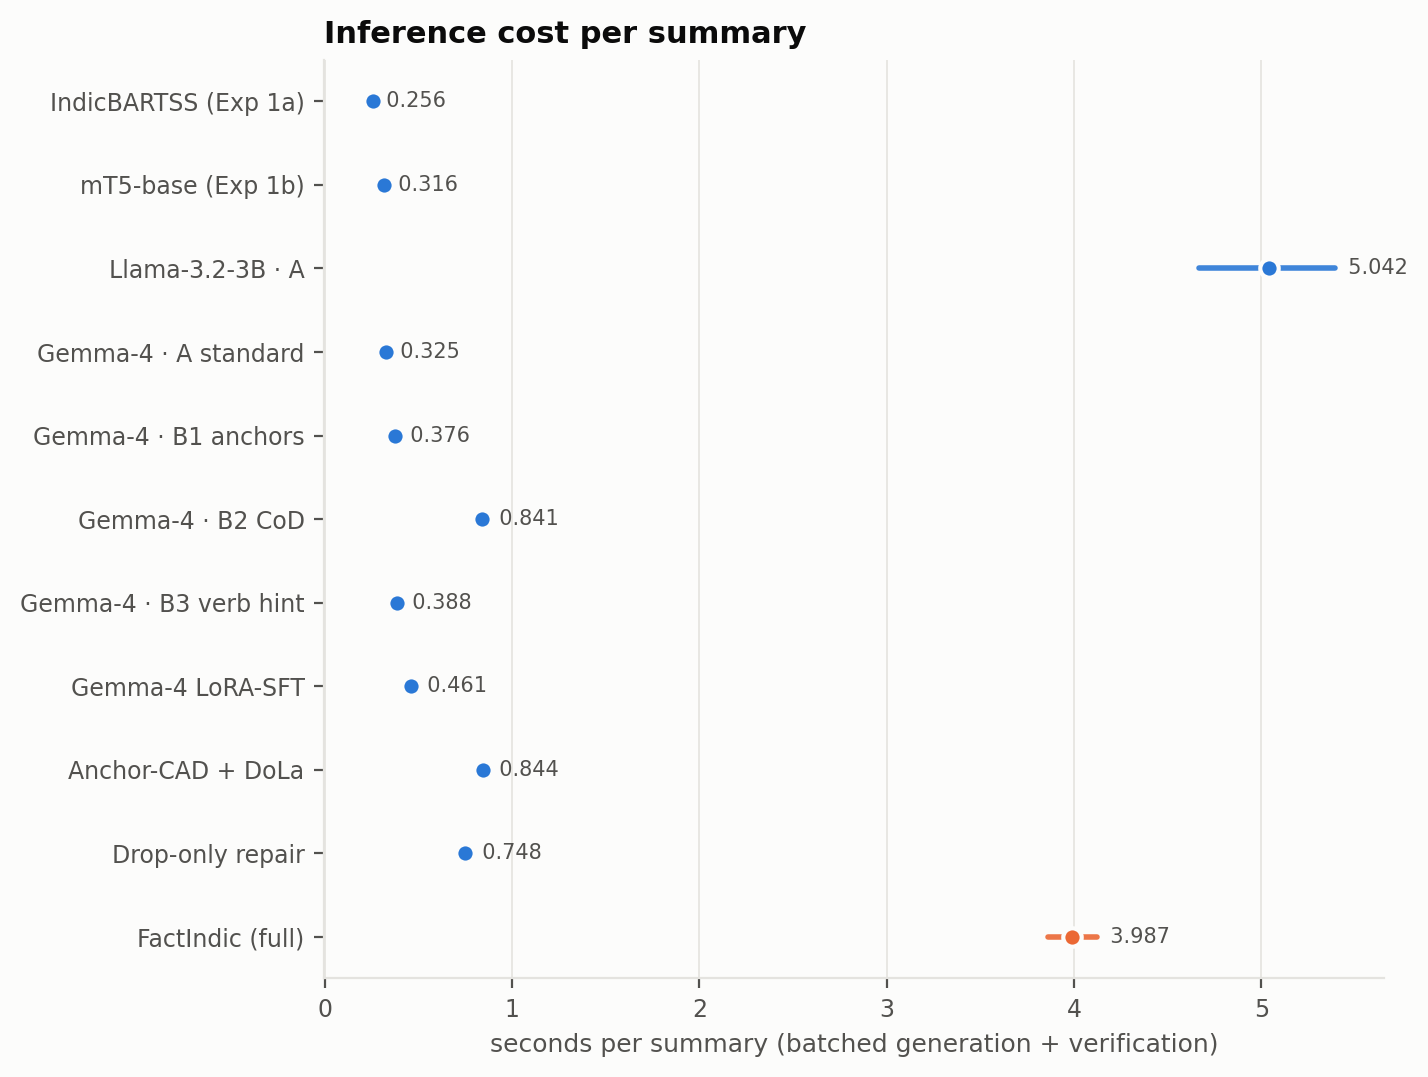 Inference cost per summary
IndicBARTSS (Exp 1a) 0.256
mT5-base (Exp 1b) 0.316
Llama-3.2-3B · A 5.042
Gemma-4 · A standard 0.325
Gemma-4 · B1 anchors 0.376
Gemma-4 · B2 CoD 0.841
Gemma-4 · B3 verb hint 0.388
Gemma-4 LoRA-SFT 0.461
Anchor-CAD + DoLa 0.844
Drop-only repair 0.748
FactIndic (full) 3.987
0 1 2 3 4 5
seconds per summary (batched generation + verification)